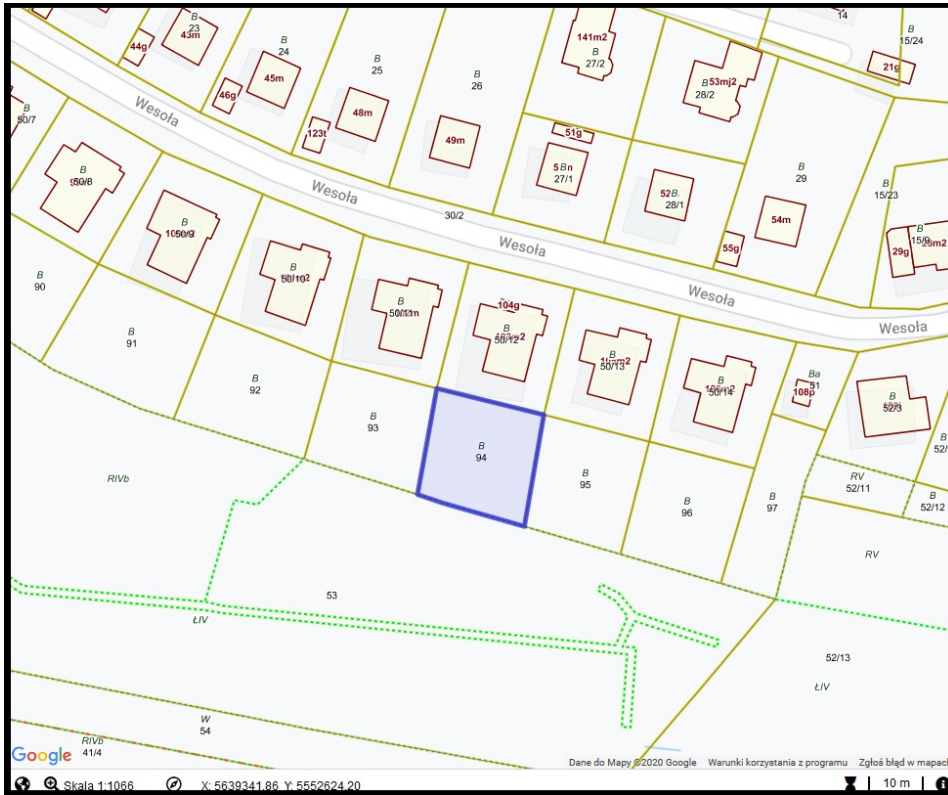 B
23
43m
44g
B
24
45m
46g
B
25
48m
123t
B
26
49m
141m2
B
27/2
14
B
15/24
21g
53mj2
B
28/2
51g
B
27/1
B
28/1
B
29
54m
55g
B
15/23
B
29g
B
50/7
Wesoła
Wesoła
30/2
Wesoła
Wesoła
Wesoła
B
50/8
B
50/9
B
50/10
B
50/11
104g
B
50/12
B
50/13
B
50/14
Ba
108p
B
52/3
B
90
B
91
B
92
B
93
B
94
B
95
B
96
B
97
RV
52/11
B
52/
B
52/12
RV
RIVb
53
ŁIV
52/13
ŁIV
W
54
RIVb
41/4
Google
Dane do Mapy ©2020 Google Warunki korzystania z programu Zgłoś błąd w mapach
Skala 1:1066 X: 5639341.86 Y: 5552624.20 10 m